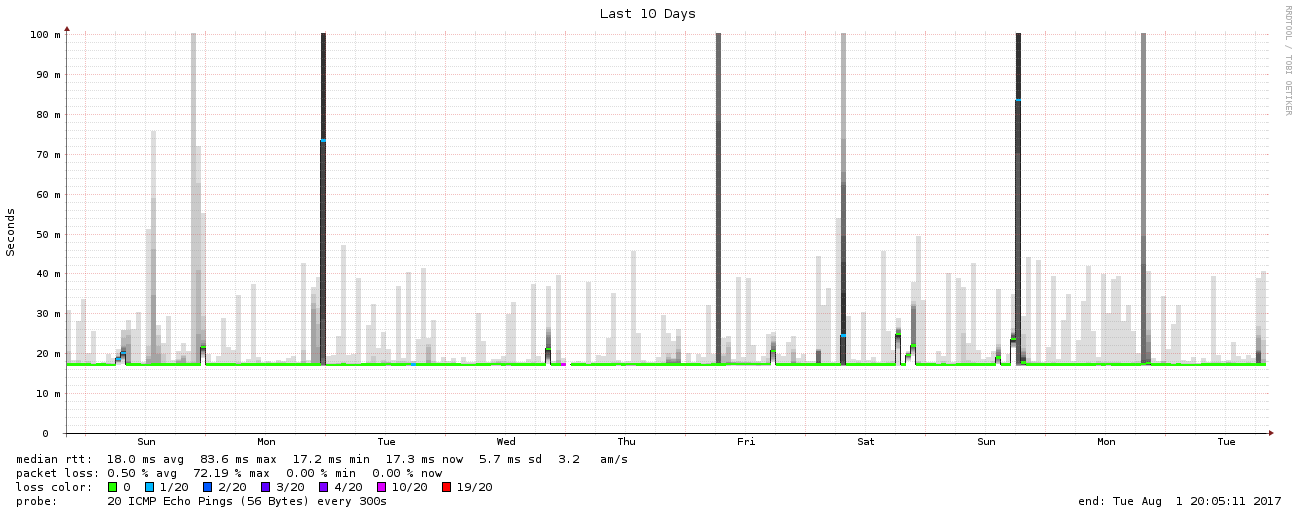 Last 10 Days
RRDTOOL / TOBI OETIKER
Seconds
100 m
90 m
80 m
70 m
60 m
50 m
40 m
30 m
20 m
10 m
0
Sun Mon Tue Wed Thu Fri Sat Sun Mon Tue
median rtt: 18.0 ms avg 83.6 ms max 17.2 ms min 17.3 ms now 5.7 ms sd 3.2 am/s
packet loss: 0.50 % avg 72.19 % max 0.00 % min 0.00 % now
loss color: 0 1/20 2/20 3/20 4/20 10/20 19/20
probe: 20 ICMP Echo Pings (56 Bytes) every 300s end: Tue Aug 1 20:05:11 2017